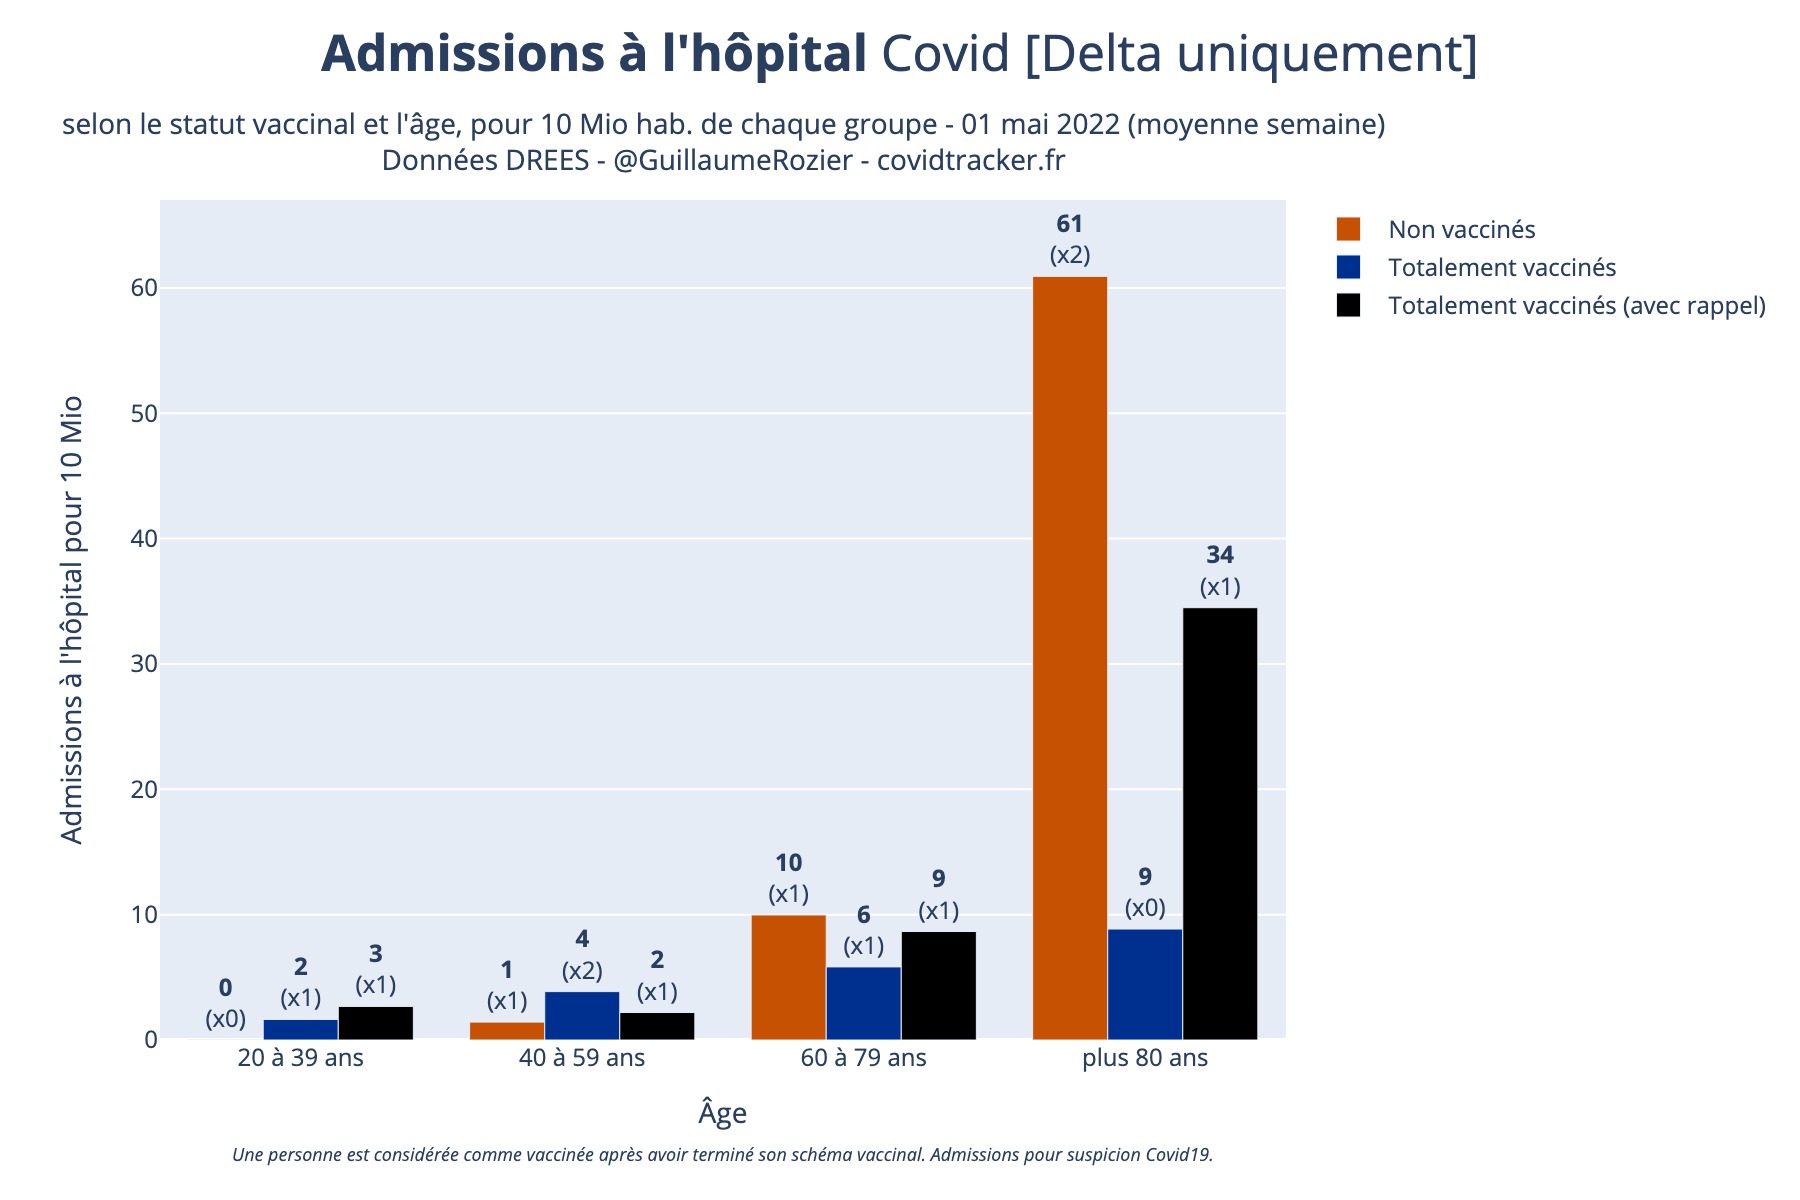 Admissions à l'hôpital Covid [Delta uniquement]
selon le statut vaccinal et l'âge, pour 10 Mio hab. de chaque groupe - 01 mai 2022 (moyenne semaine)
Données DREES - @GuillaumeRozier - covidtracker.fr
Non vaccinés
Totalement vaccinés
Totalement vaccinés (avec rappel)
Admissions à l'hôpital pour 10 Mio
60
50
40
30
20
10
0
0
(x0)
2
(x1)
3
(x1)
1
(x1)
4
(x2)
2
(x1)
10
(x1)
6
(x1)
9
(x1)
61
(x2)
9
(x0)
34
(x1)
20 à 39 ans
40 à 59 ans
60 à 79 ans
plus 80 ans
Âge
Une personne est considérée comme vaccinée après avoir terminé son schéma vaccinal. Admissions pour suspicion Covid19.